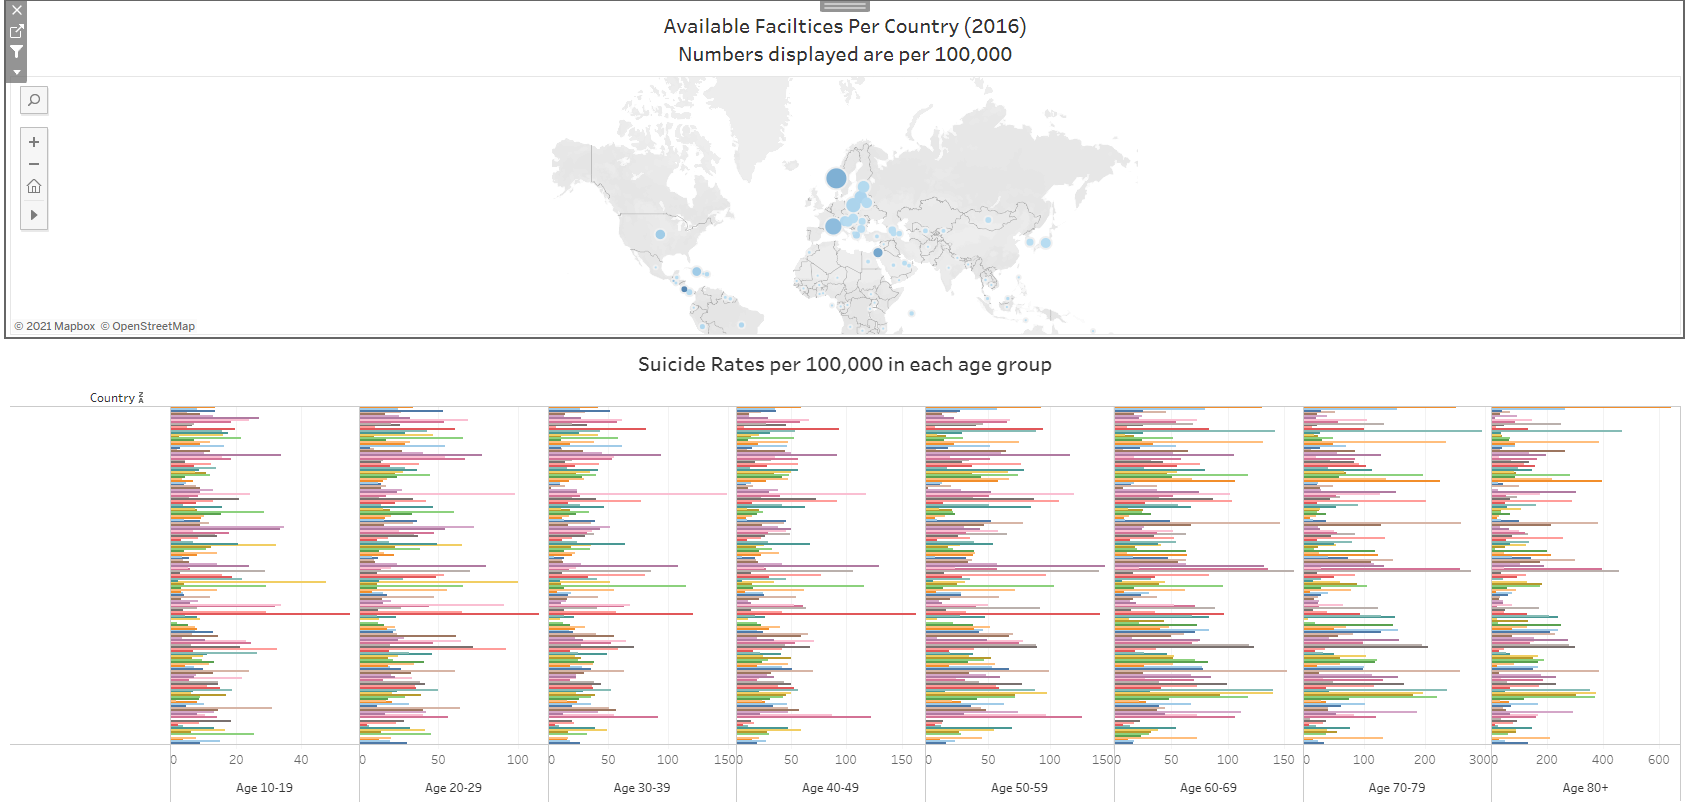 Available Faciltices Per Country (2016)
Numbers displayed are per 100,000
© 2021 Mapbox © OpenStreetMap
Suicide Rates per 100,000 in each age group
Country
0 20 40 0 50 100 0 50 100 150 0 50 100 150 0 50 100 150 0 50 100 150 0 100 200 300 0 200 400 600
Age 10-19 Age 20-29 Age 30-39 Age 40-49 Age 50-59 Age 60-69 Age 70-79 Age 80+